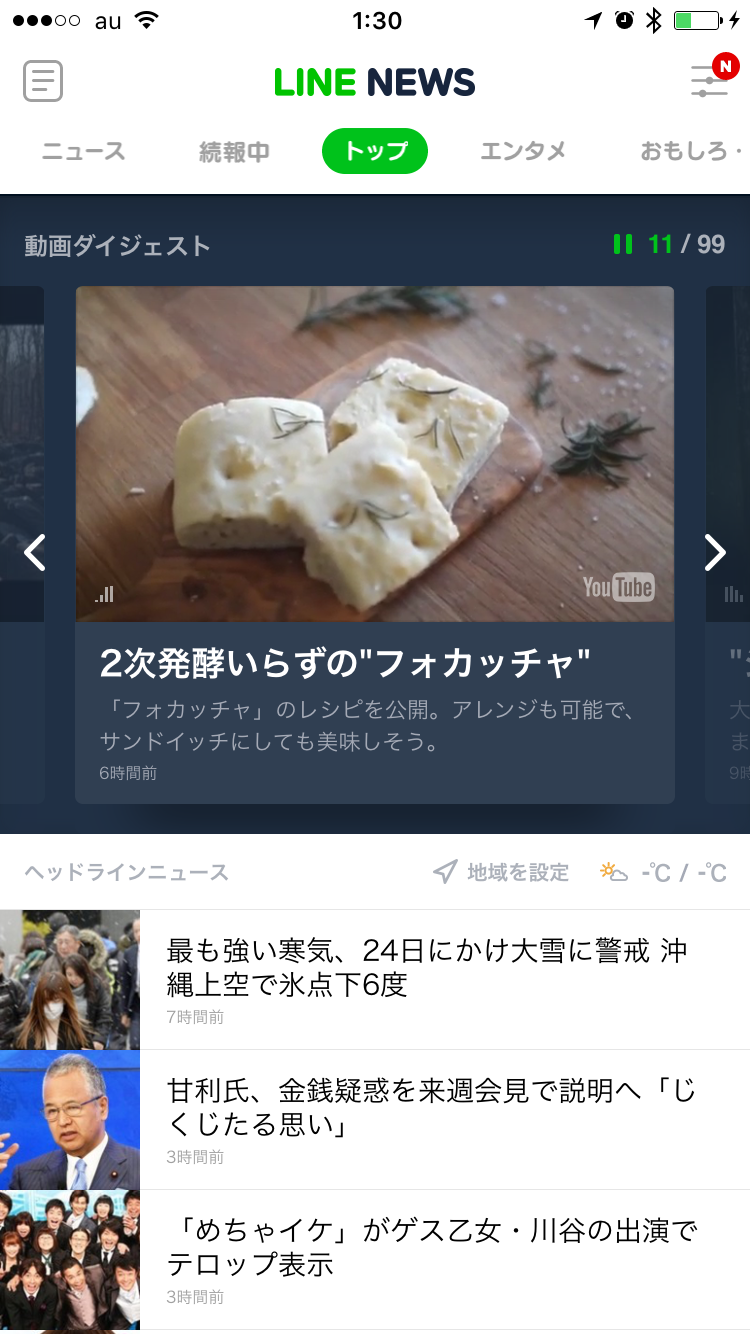 au 1:30
LINE NEWS N
ニュース 続報中 トップ エンタメ おもしろ・
動画ダイジェスト 11 / 99
YouTube
2次発酵いらずの"フォカッチャ"
「フォカッチャ」のレシピを公開。アレンジも可能で、 大
サンドイッチにしても美味しそう。 ま
6時間前 9時
ヘッドラインニュース 地域を設定 -℃ / -℃
最も強い寒気、24日にかけ大雪に警戒 沖
縄上空で氷点下6度
7時間前
甘利氏、金銭疑惑を来週会見で説明へ「じ
くじたる思い」
3時間前
「めちゃイケ」がゲス乙女・川谷の出演で
テロップ表示
3時間前